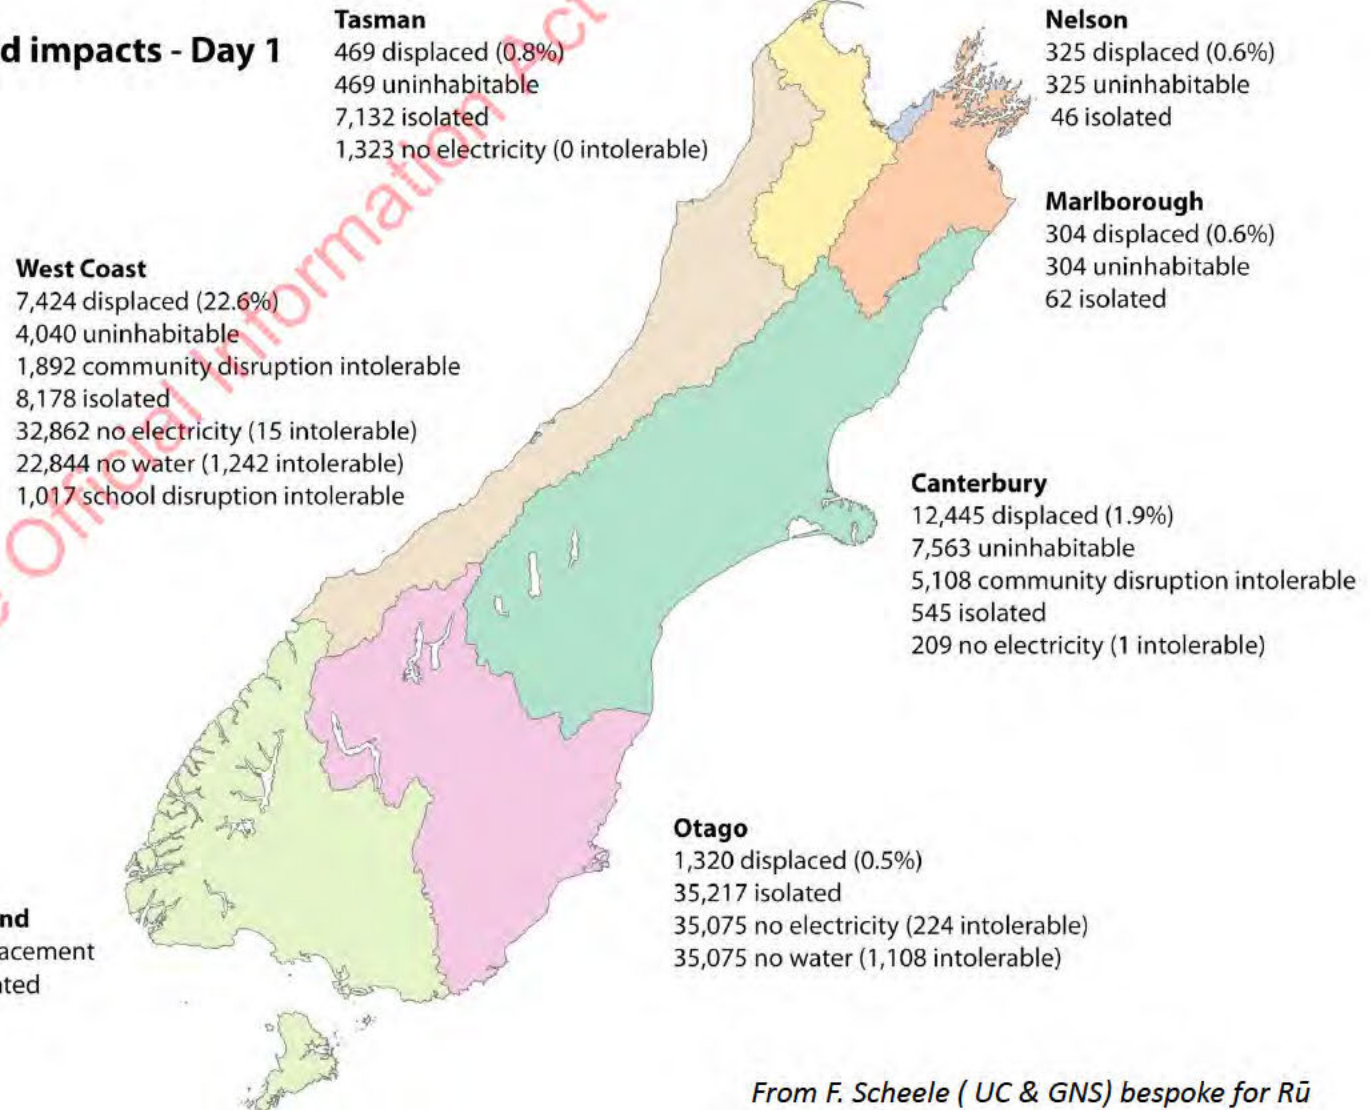 d impacts - Day 1
Tasman
469 displaced (0.8%)
469 uninhabitable
7,132 isolated
1,323 no electricity (0 intolerable)
Nelson
325 displaced (0.6%)
325 uninhabitable
46 isolated
Marlborough
304 displaced (0.6%)
304 uninhabitable
62 isolated
West Coast
7,424 displaced (22.6%)
4,040 uninhabitable
1,892 community disruption intolerable
8,178 isolated
32,862 no electricity (15 intolerable)
22,844 no water (1,242 intolerable)
1,017 school disruption intolerable
Canterbury
12,445 displaced (1.9%)
7,563 uninhabitable
5,108 community disruption intolerable
545 isolated
209 no electricity (1 intolerable)
Otago
1,320 displaced (0.5%)
35,217 isolated
35,075 no electricity (224 intolerable)
35,075 no water (1,108 intolerable)
nd
acement
ated
From F. Scheele ( UC & GNS) bespoke for Rū
e Official Information Act